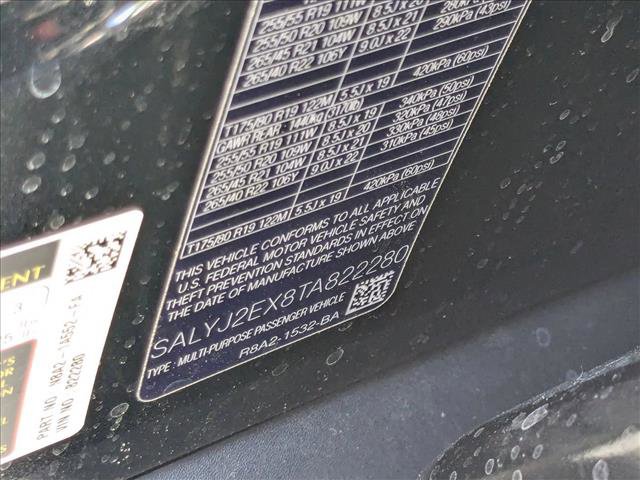 255/55 R19 111W 8.5J x 20
255/50 R20 109W 8.5J x 21 290kPa (43psi)
265/45 R21 104W 9.0J x 22
265/40 R22 106Y
T175/80 R19 122M 5.5J x 19 420kPa (60psi)
GAWR REAR: 1440kg (3170lb)
255/55 R19 111W 8.5J x 19 340kPa (50psi)
255/50 R20 109W 8.5J x 20 320kPa (47psi)
265/45 R21 104W 8.5J x 21 330kPa (48psi)
265/40 R22 106Y 9.0J x 22 310kPa (45psi)
T175/80 R19 122M 5.5J x 19 420kPa (60psi)
THIS VEHICLE CONFORMS TO ALL APPLICABLE
U.S. FEDERAL MOTOR VEHICLE SAFETY AND
THEFT PREVENTION STANDARDS IN EFFECT ON
THE DATE OF MANUFACTURE SHOWN ABOVE
SALYJ2EX8TA822280
TYPE : MULTI-PURPOSE PASSENGER VEHICLE
R8A2-1532-BA
ENT
VIN NO 822280